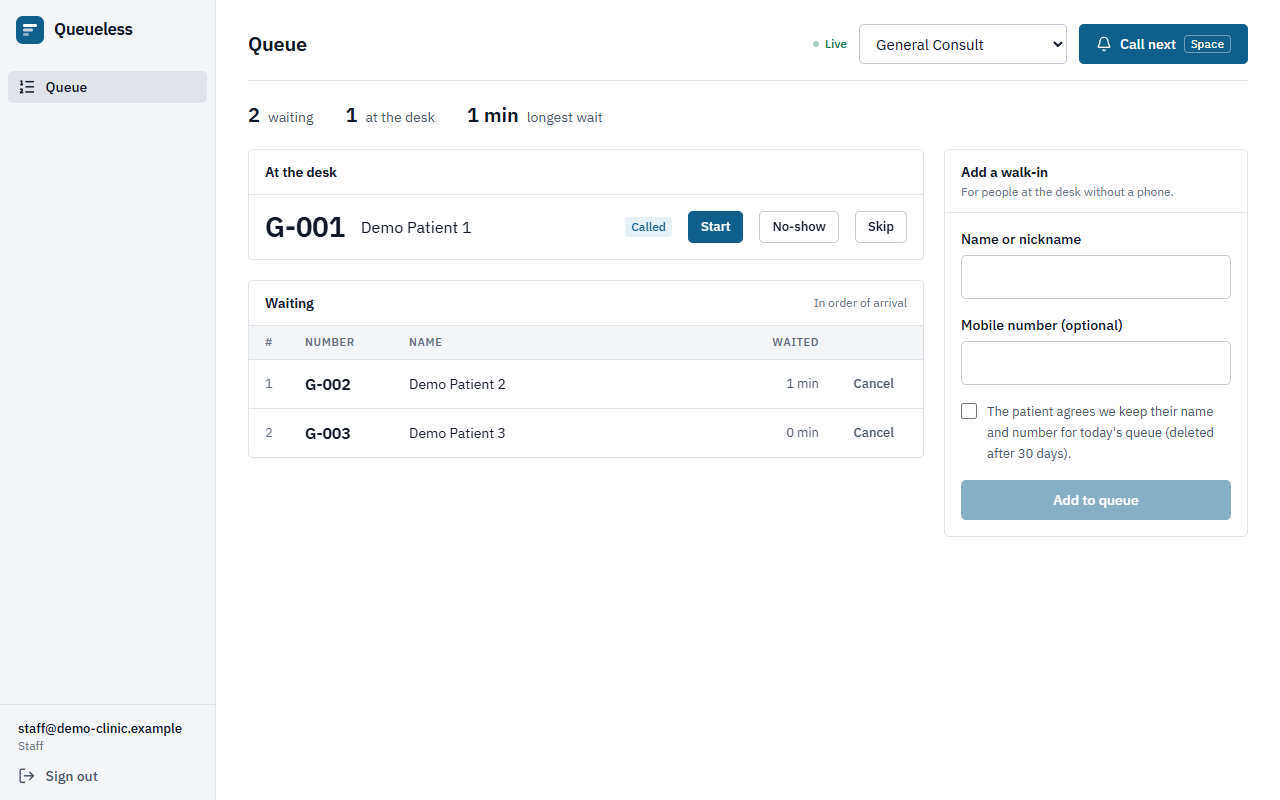 Queueless
Queue
staff@demo-clinic.example
Staff
Sign out
Queue
Live
General Consult
Call next Space
2 waiting 1 at the desk 1 min longest wait
At the desk
G-001 Demo Patient 1 Called Start No-show Skip
Waiting In order of arrival
# NUMBER NAME WAITED
1 G-002 Demo Patient 2 1 min Cancel
2 G-003 Demo Patient 3 0 min Cancel
Add a walk-in
For people at the desk without a phone.
Name or nickname
Mobile number (optional)
The patient agrees we keep their name
and number for today's queue (deleted
after 30 days).
Add to queue